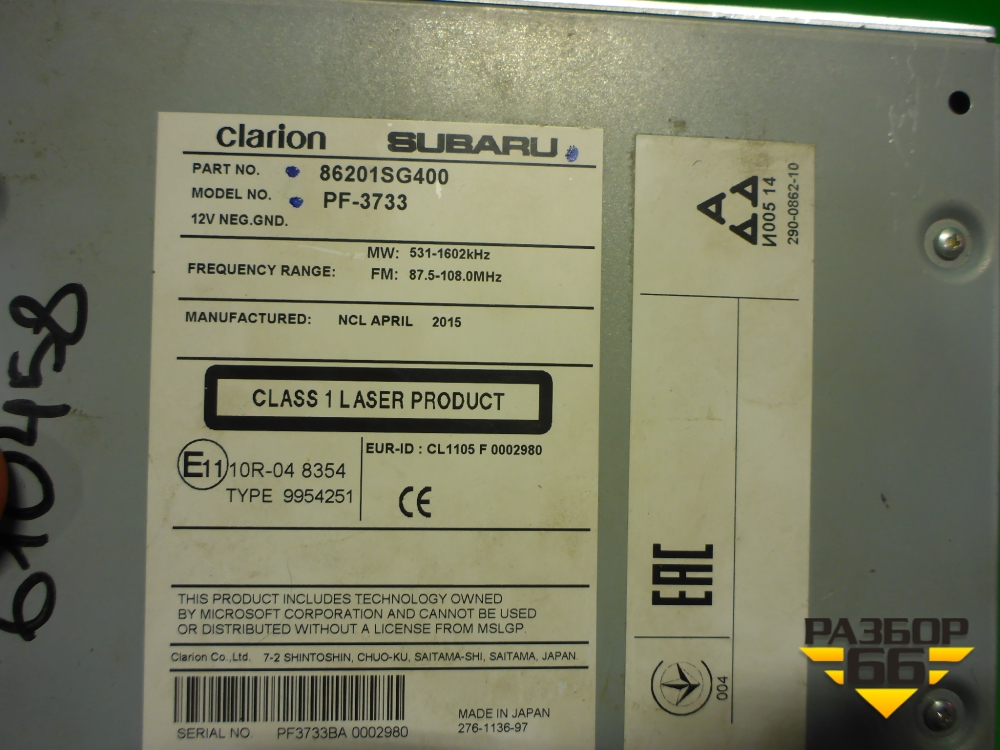 clarion SUBARU
PART NO. 86201SG400
MODEL NO. PF-3733
12V NEG.GND.
FREQUENCY RANGE: MW: 531-1602kHz
FM: 87.5-108.0MHz
MANUFACTURED: NCL APRIL 2015
CLASS 1 LASER PRODUCT
E11 10R-04 8354
TYPE 9954251
EUR-ID : CL1105 F 0002980
CE
THIS PRODUCT INCLUDES TECHNOLOGY OWNED
BY MICROSOFT CORPORATION AND CANNOT BE USED
OR DISTRIBUTED WITHOUT A LICENSE FROM MSLGP.
Clarion Co.,Ltd. 7-2 SHINTOSHIN, CHUO-KU, SAITAMA-SHI, SAITAMA, JAPAN.
SERIAL NO. PF3733BA 0002980
MADE IN JAPAN
276-1136-97
И005 14
290-0862-10
EAC
004
610458
РАЗБОР
66